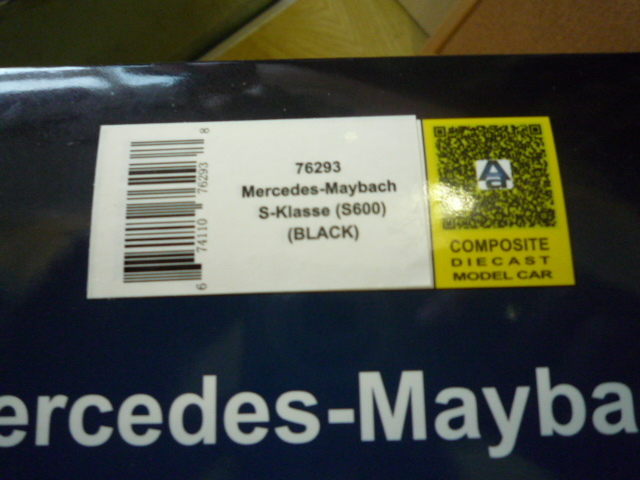 76293
Mercedes-Maybach
S-Klasse (S600)
(BLACK)
6 74110 76293 8
COMPOSITE
DIECAST
MODEL CAR
ercedes-Mayba